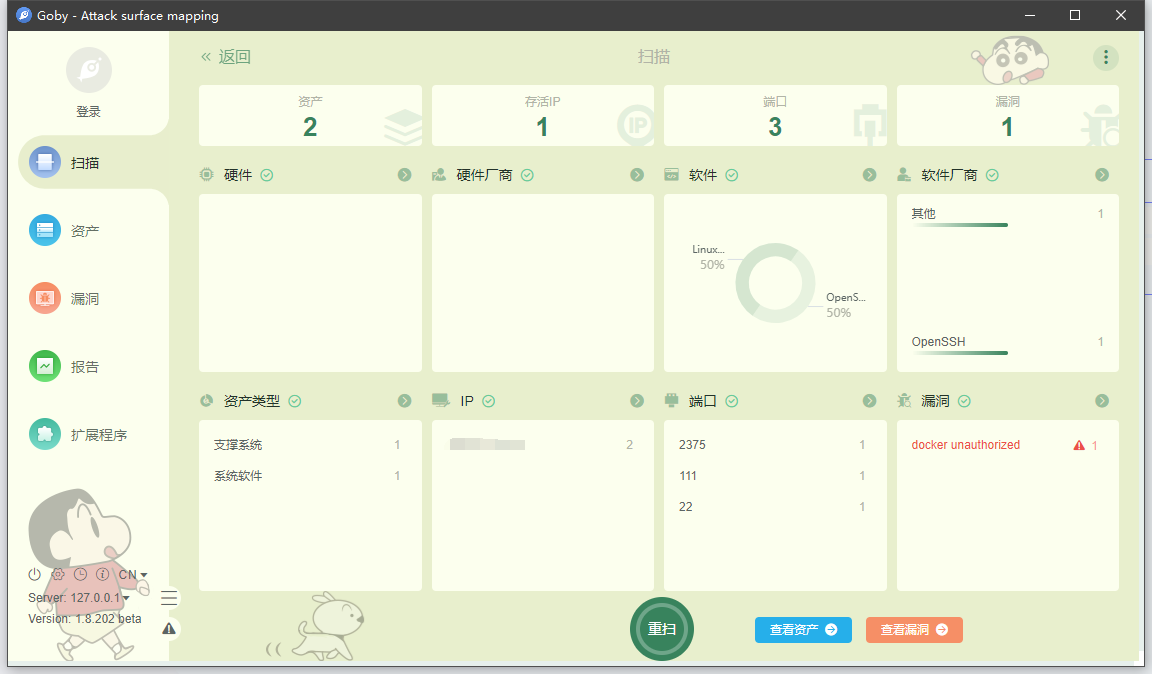 Goby - Attack surface mapping
登录
扫描
资产
漏洞
报告
扩展程序
CN
Server: 127.0.0.1
Version: 1.8.202 beta
« 返回
扫描
资产
2
存活IP
1
IP
端口
3
漏洞
1
硬件
硬件厂商
软件
Linux...
50%
OpenS...
50%
软件厂商
其他 1
OpenSSH 1
资产类型
支撑系统 1
系统软件 1
IP
2
端口
2375 1
111 1
22 1
漏洞
docker unauthorized 1
重扫
查看资产
查看漏洞